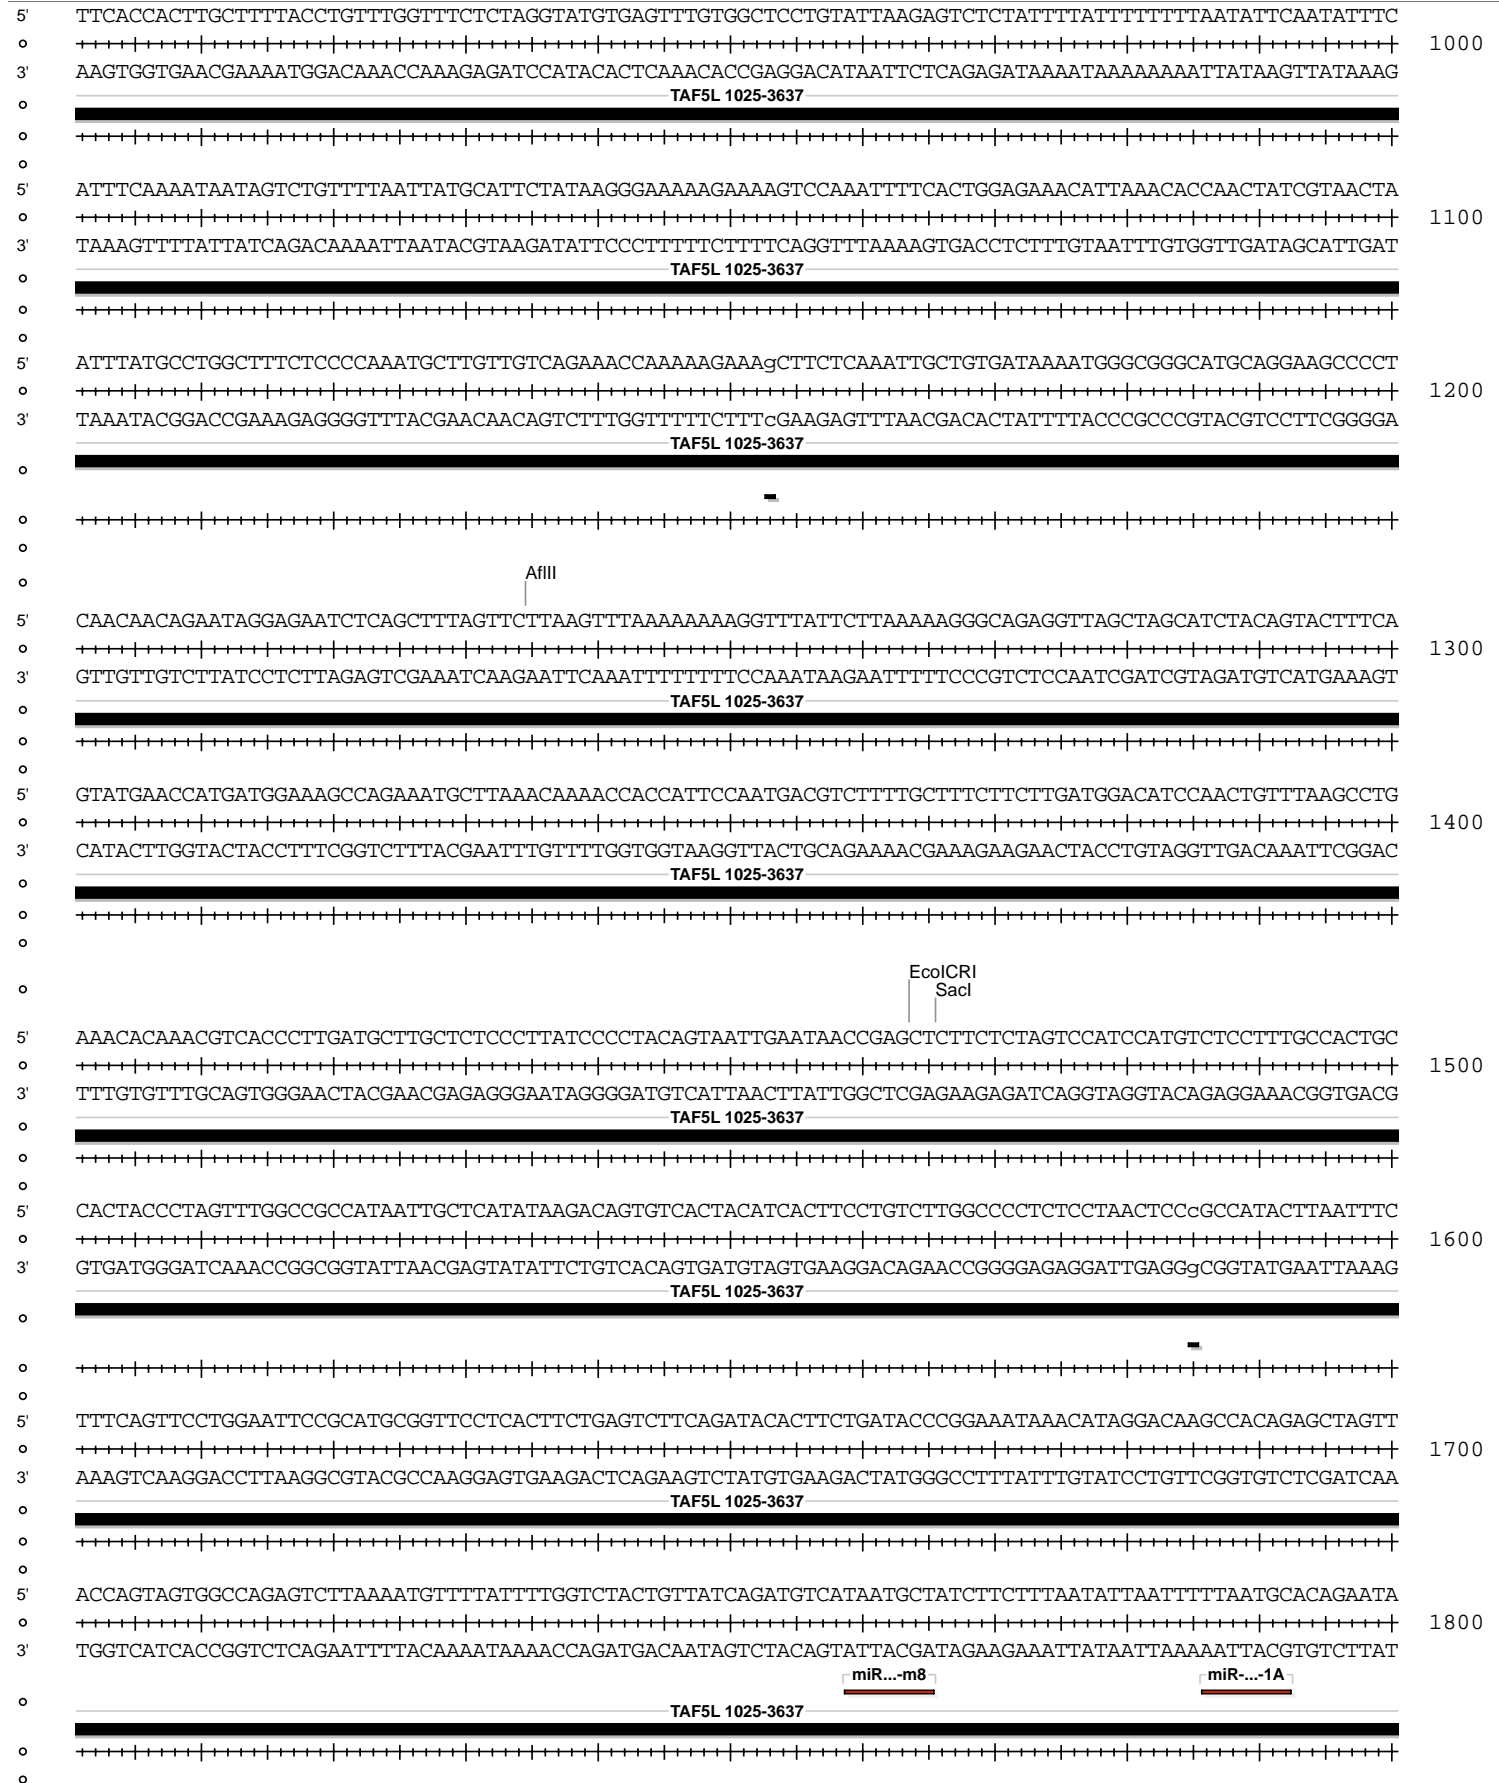 5' TTCACCACTTGCTTTTACCTGTTTGGTTTCTCTAGGTATGTGAGTTTGTGGCTCCTGTATTAAGAGTCTCTATTTTATTTTTTTTAATATTCAATATTTC
1000
3' AAGTGGTGAACGAAAATGGACAAACCAAAGAGATCCATACACTCAAACACCGAGGACATAATTCTCAGAGATAAAATAAAAAAAATTATAAGTTATAAAG
TAF5L 1025-3637
5' ATTTCAAAATAATAGTCTGTTTTAATTATGCATTCTATAAGGGAAAAAGAAAAGTCCAAATTTTCACTGGAGAAACATTAAACACCAACTATCGTAACTA
1100
3' TAAAGTTTTATTATCAGACAAAATTAATACGTAAGATATTCCCTTTTTCTTTTCAGGTTTAAAAGTGACCTCTTTGTAATTTGTGGTTGATAGCATTGAT
TAF5L 1025-3637
5' ATTTATGCCTGGCTTTCTCCCCAAATGCTTGTTGTCAGAAACCAAAAAGAAAgCTTCTCAAATTGCTGTGATAAAATGGGCGGGCATGCAGGAAGCCCCT
1200
3' TAAATACGGACCGAAAGAGGGGTTTACGAACAACAGTCTTTGGTTTTTCTTTcGAAGAGTTTAACGACACTATTTTACCCGCCCGTACGTCCTTCGGGGA
TAF5L 1025-3637
AflII
5' CAACAACAGAATAGGAGAATCTCAGCTTTAGTTCTTAAGTTTAAAAAAAAGGTTTATTCTTAAAAAGGGCAGAGGTTAGCTAGCATCTACAGTACTTTCA
1300
3' GTTGTTGTCTTATCCTCTTAGAGTCGAAATCAAGAATTCAAATTTTTTTTCCAAATAAGAATTTTTCCCGTCTCCAATCGATCGTAGATGTCATGAAAGT
TAF5L 1025-3637
5' GTATGAACCATGATGGAAAGCCAGAAATGCTTAAACAAAACCACCATTCCAATGACGTCTTTTGCTTTCTTCTTGATGGACATCCAACTGTTTAAGCCTG
1400
3' CATACTTGGTACTACCTTTCGGTCTTTACGAATTTGTTTTGGTGGTAAGGTTACTGCAGAAAACGAAAGAAGAACTACCTGTAGGTTGACAAATTCGGAC
TAF5L 1025-3637
EcoICRI
SacI
5' AAACACAAACGTCACCCTTGATGCTTGCTCTCCCTTATCCCCTACAGTAATTGAATAACCGAGCTCTTCTCTAGTCCATCCATGTCTCCTTTGCCACTGC
1500
3' TTTGTGTTTGCAGTGGGAACTACGAACGAGAGGGAATAGGGGATGTCATTAACTTATTGGCTCGAGAAGAGATCAGGTAGGTACAGAGGAAACGGTGACG
TAF5L 1025-3637
5' CACTACCCTAGTTTGGCCGCCATAATTGCTCATATAAGACAGTGTCACTACATCACTTCCTGTCTTGGCCCCTCTCCTAACTCCcGCCATACTTAATTTC
1600
3' GTGATGGGATCAAACCGGCGGTATTAACGAGTATATTCTGTCACAGTGATGTAGTGAAGGACAGAACCGGGGAGAGGATTGAGGgCGGTATGAATTAAAG
TAF5L 1025-3637
5' TTTCAGTTCCTGGAATTCCGCATGCGGTTCCTCACTTCTGAGTCTTCAGATACACTTCTGATACCCGGAAATAAACATAGGACAAGCCACAGAGCTAGTT
1700
3' AAAGTCAAGGACCTTAAGGCGTACGCCAAGGAGTGAAGACTCAGAAGTCTATGTGAAGACTATGGGCCTTTATTTGTATCCTGTTCGGTGTCTCGATCAA
TAF5L 1025-3637
5' ACCAGTAGTGGCCAGAGTCTTAAAATGTTTTATTTTGGTCTACTGTTATCAGATGTCATAATGCTATCTTCTTTAATATTAATTTTTAATGCACAGAATA
1800
3' TGGTCATCACCGGTCTCAGAATTTTACAAAATAAAACCAGATGACAATAGTCTACAGTATTACGATAGAAGAAATTATAATTAAAAATTACGTGTCTTAT
miR...-m8 miR-...-1A
TAF5L 1025-3637